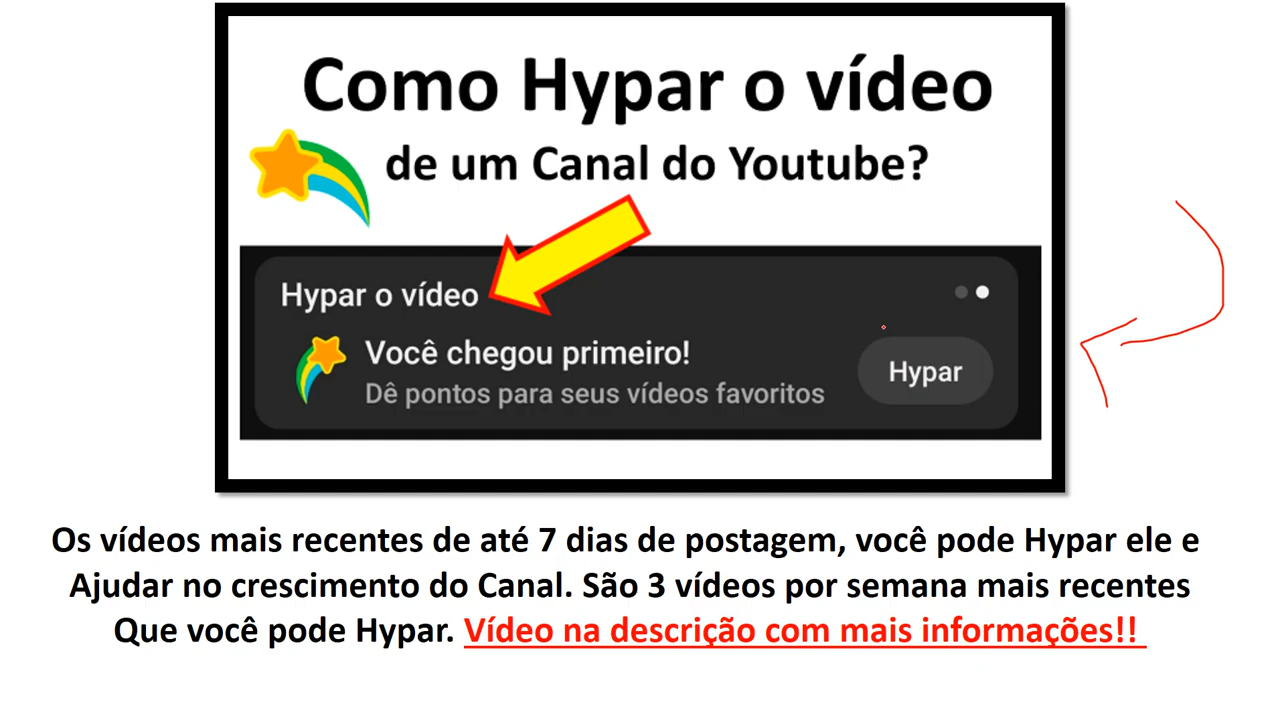 Como Hypar o vídeo
de um Canal do Youtube?
Hypar o vídeo
Você chegou primeiro!
Dê pontos para seus vídeos favoritos
Hypar
Os vídeos mais recentes de até 7 dias de postagem, você pode Hypar ele e
Ajudar no crescimento do Canal. São 3 vídeos por semana mais recentes
Que você pode Hypar. Vídeo na descrição com mais informações!!